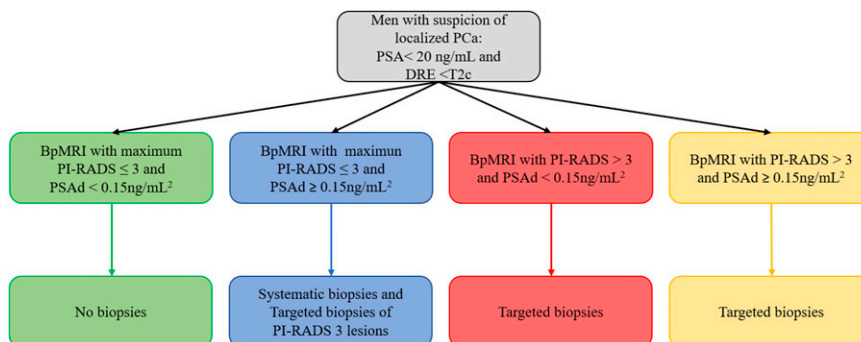 Men with suspicion of
localized PCa:
PSA< 20 ng/mL and
DRE <T2c
BpMRI with maximum
PI-RADS ≤ 3 and
PSAd < 0.15ng/mL²
BpMRI with maximun
PI-RADS ≤ 3 and
PSAd ≥ 0.15ng/mL²
BpMRI with PI-RADS > 3
and PSAd < 0.15ng/mL²
BpMRI with PI-RADS > 3
and PSAd ≥ 0.15ng/mL²
No biopsies
Systematic biopsies and
Targeted biopsies of
PI-RADS 3 lesions
Targeted biopsies
Targeted biopsies